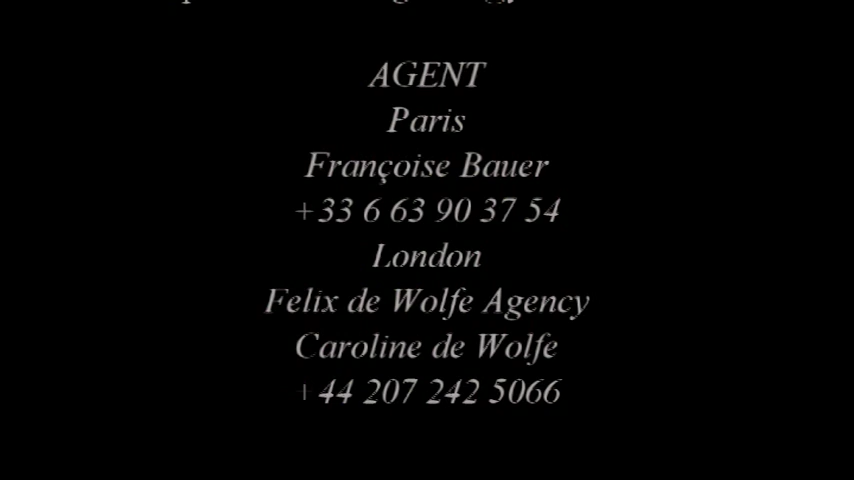 AGENT
Paris
Françoise Bauer
+33 6 63 90 37 54
London
Felix de Wolfe Agency
Caroline de Wolfe
+44 207 242 5066